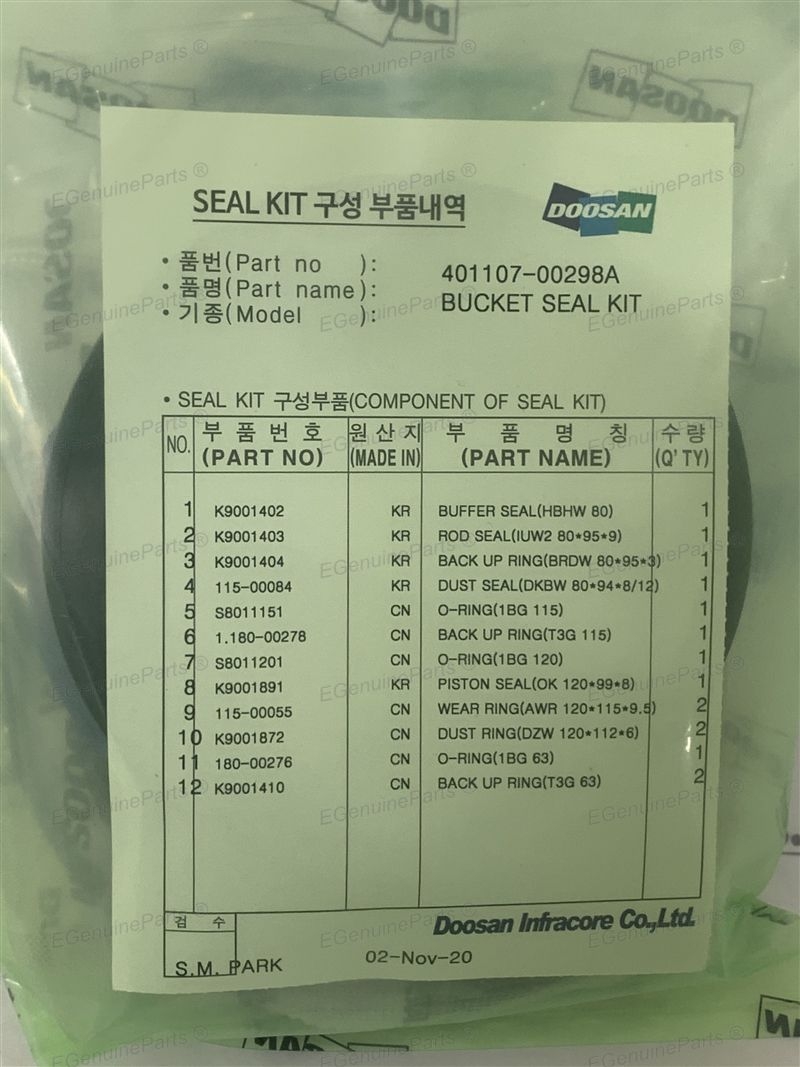 DOOSAN
DOOSAN
EGenuineParts ®
SEAL KIT 구성 부품내역
DOOSAN
• 품번(Part no ): 401107-00298A
• 품명(Part name): BUCKET SEAL KIT
• 기종(Model ):
• SEAL KIT 구성부품(COMPONENT OF SEAL KIT)
NO. 부 품 번 호 (PART NO) 원 산 지 (MADE IN) 부 품 명 칭 (PART NAME) 수 량 (Q' TY)
1 K9001402 KR BUFFER SEAL(HBHW 80) 1
2 K9001403 KR ROD SEAL(IUW2 80*95*9) 1
3 K9001404 KR BACK UP RING(BRDW 80*95*3) 1
4 115-00084 KR DUST SEAL(DKBW 80*94*8/12) 1
5 S8011151 CN O-RING(1BG 115) 1
6 1.180-00278 CN BACK UP RING(T3G 115) 1
7 S8011201 CN O-RING(1BG 120) 1
8 K9001891 KR PISTON SEAL(OK 120*99*8) 1
9 115-00055 CN WEAR RING(AWR 120*115*9.5) 2
10 K9001872 CN DUST RING(DZW 120*112*6) 2
11 180-00276 CN O-RING(1BG 63) 1
12 K9001410 CN BACK UP RING(T3G 63) 2
검 수
Doosan Infracore Co.,Ltd.
S.M. PARK
02-Nov-20